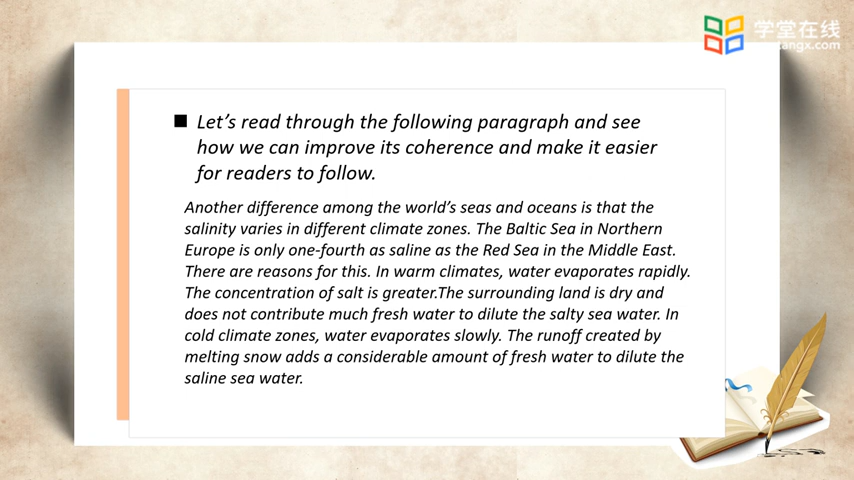 学堂在线
■ Let's read through the following paragraph and see
how we can improve its coherence and make it easier
for readers to follow.
Another difference among the world's seas and oceans is that the
salinity varies in different climate zones. The Baltic Sea in Northern
Europe is only one-fourth as saline as the Red Sea in the Middle East.
There are reasons for this. In warm climates, water evaporates rapidly.
The concentration of salt is greater.The surrounding land is dry and
does not contribute much fresh water to dilute the salty sea water. In
cold climate zones, water evaporates slowly. The runoff created by
melting snow adds a considerable amount of fresh water to dilute the
saline sea water.